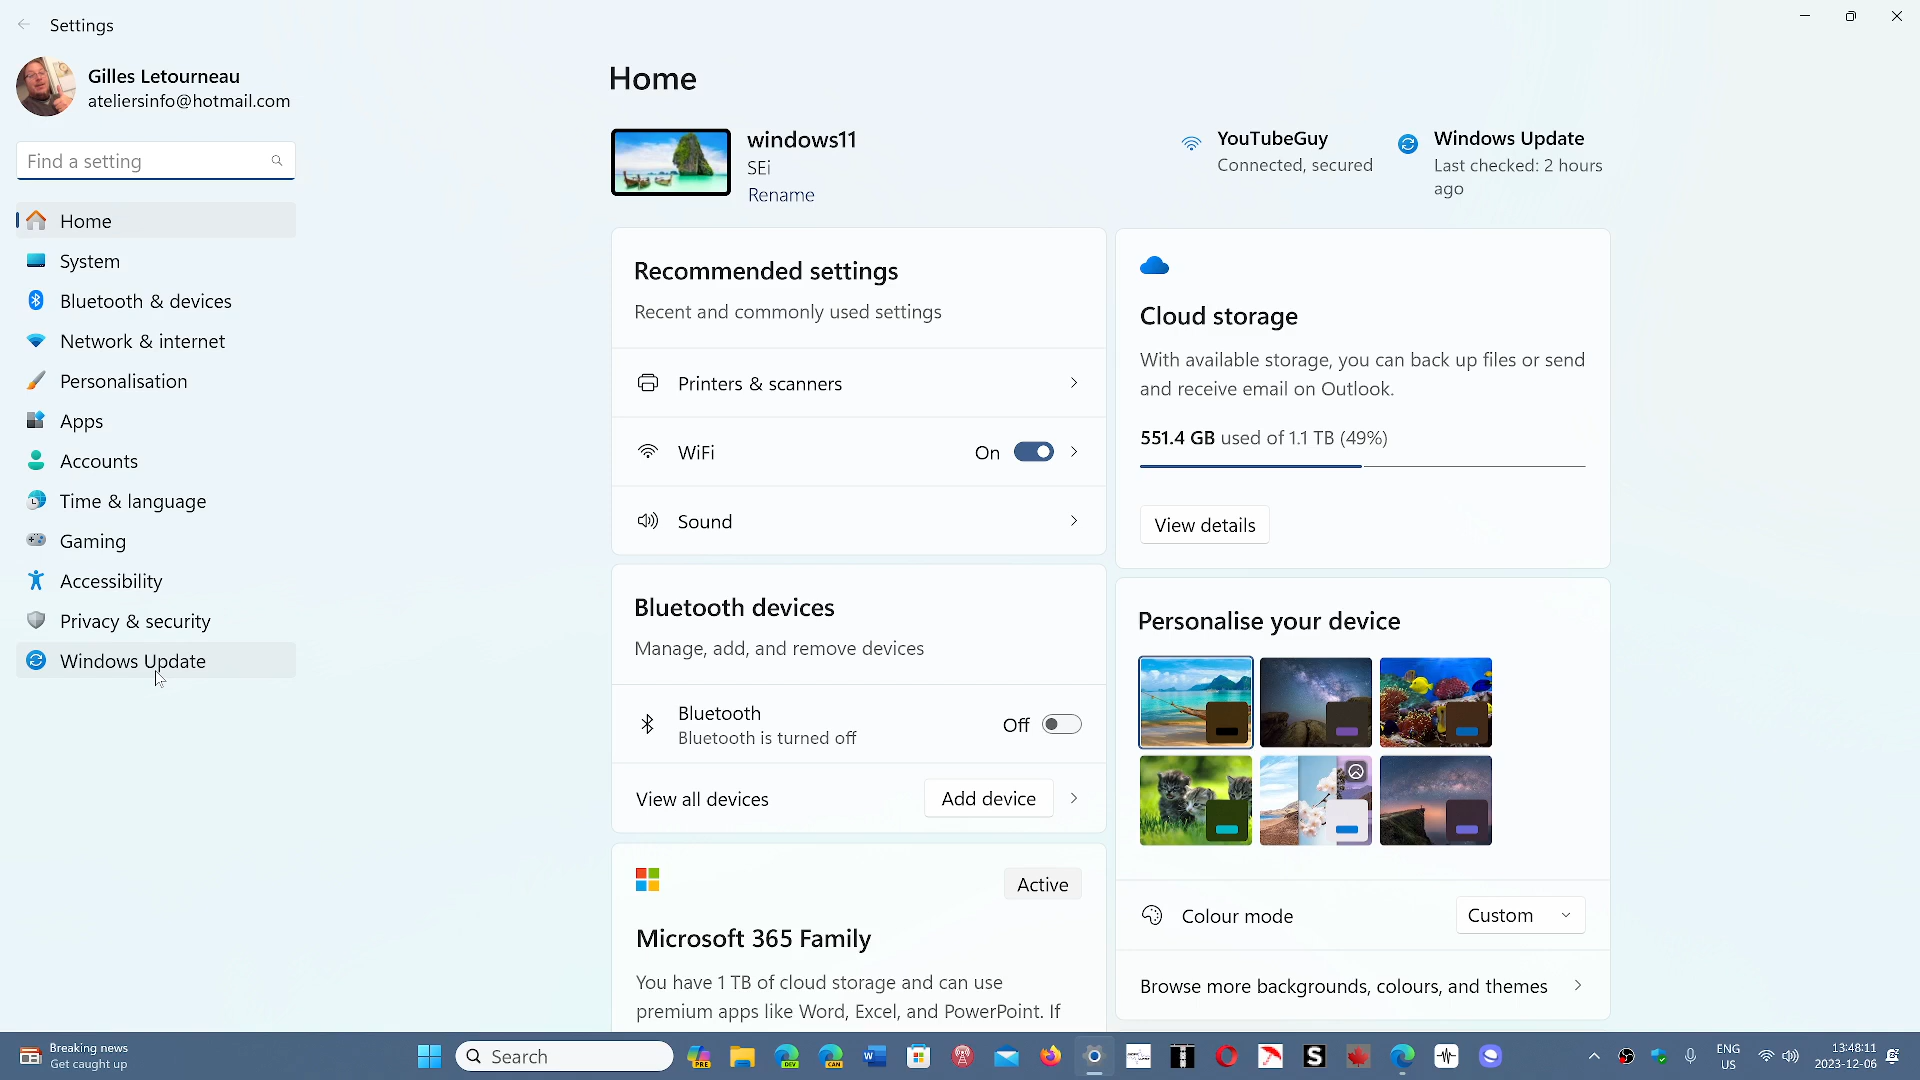 Settings
Gilles Letourneau
ateliersinfo@hotmail.com
Find a setting
Home
System
Bluetooth & devices
Network & internet
Personalisation
Apps
Accounts
Time & language
Gaming
Accessibility
Privacy & security
Windows Update
Home
windows11
SEi
Rename
YouTubeGuy
Connected, secured
Windows Update
Last checked: 2 hours
ago
Recommended settings
Recent and commonly used settings
Printers & scanners
WiFi
On
Sound
Bluetooth devices
Manage, add, and remove devices
Bluetooth
Bluetooth is turned off
Off
View all devices
Add device
Active
Microsoft 365 Family
You have 1 TB of cloud storage and can use
premium apps like Word, Excel, and PowerPoint. If
Cloud storage
With available storage, you can back up files or send
and receive email on Outlook.
551.4 GB used of 1.1 TB (49%)
View details
Personalise your device
Colour mode
Custom
Browse more backgrounds, colours, and themes
Breaking news
Get caught up
Search
PRE
DEV
CAN
W
S
ENG
US
13:48:11
2023-12-06